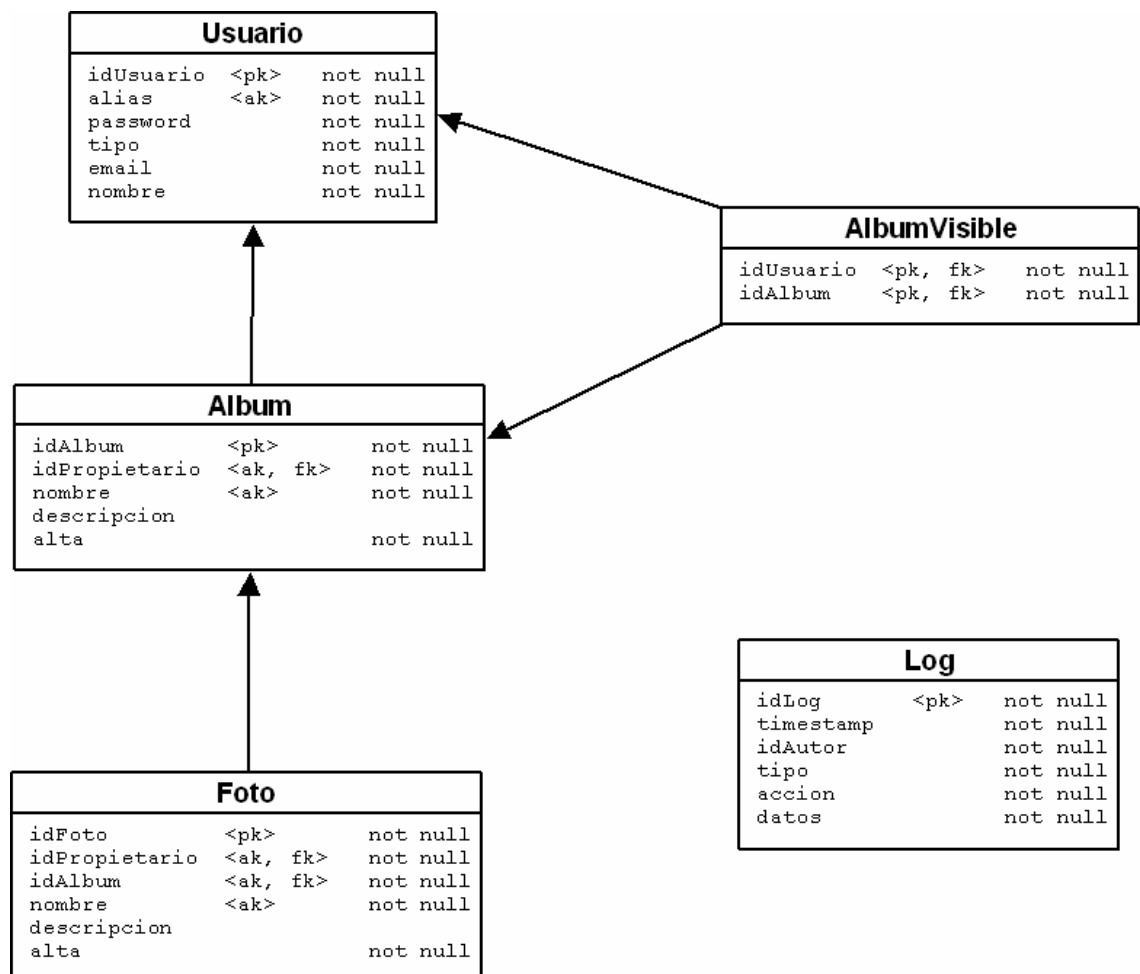 Usuario
idUsuario <pk> not null
alias <ak> not null
password not null
tipo not null
email not null
nombre not null
AlbumVisible
idUsuario <pk, fk> not null
idAlbum <pk, fk> not null
Album
idAlbum <pk> not null
idPropietario <ak, fk> not null
nombre <ak> not null
descripcion
alta not null
Log
idLog <pk> not null
timestamp not null
idAutor not null
tipo not null
accion not null
datos not null
Foto
idFoto <pk> not null
idPropietario <ak, fk> not null
idAlbum <ak, fk> not null
nombre <ak> not null
descripcion
alta not null